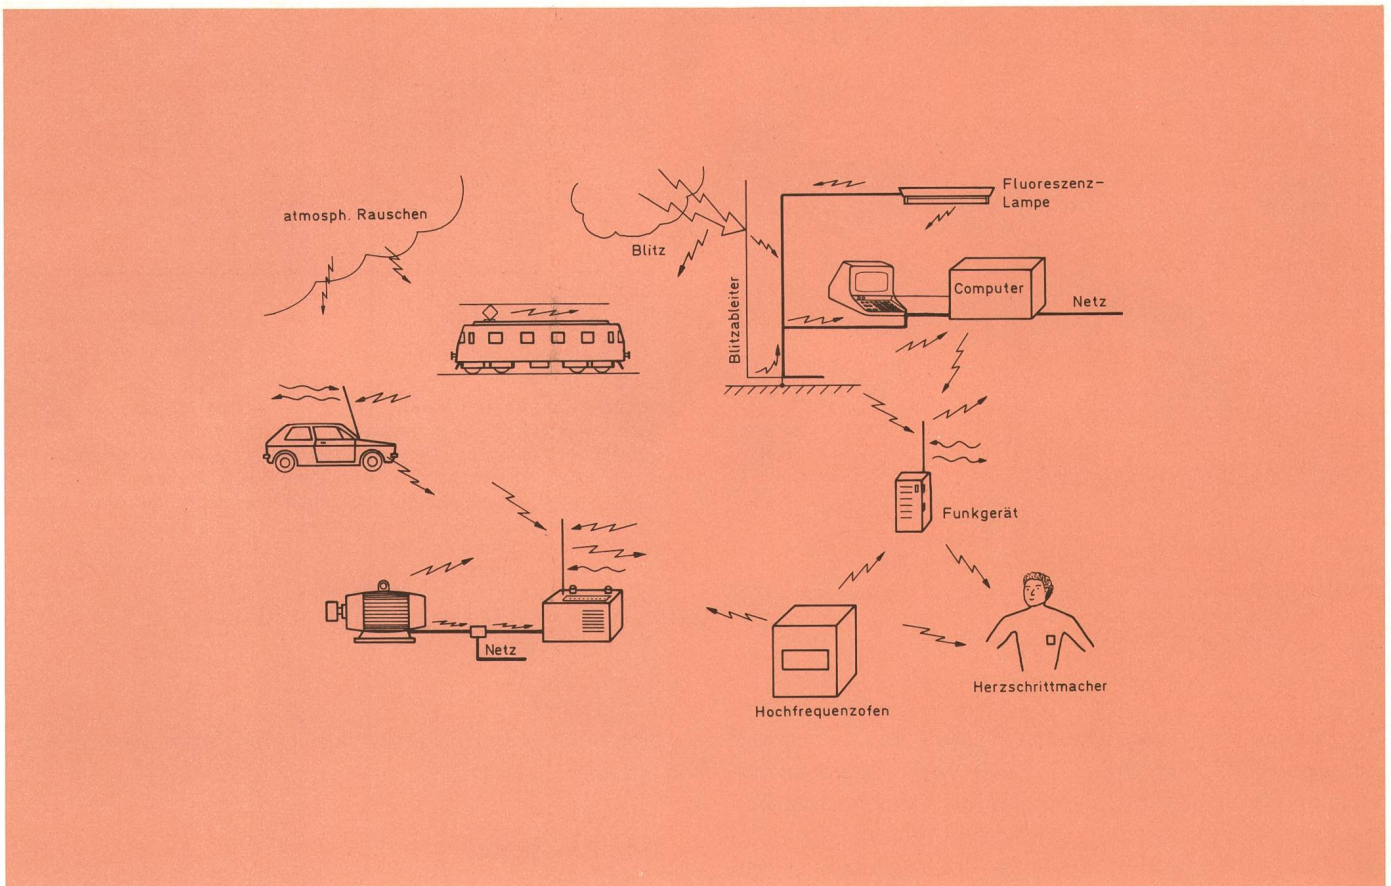 atmosph. Rauschen
Blitz
Blitzableiter
Fluoreszenz-
Lampe
Computer
Netz
Funkgerät
Netz
Hochfrequenzofen
Herzschrittmacher